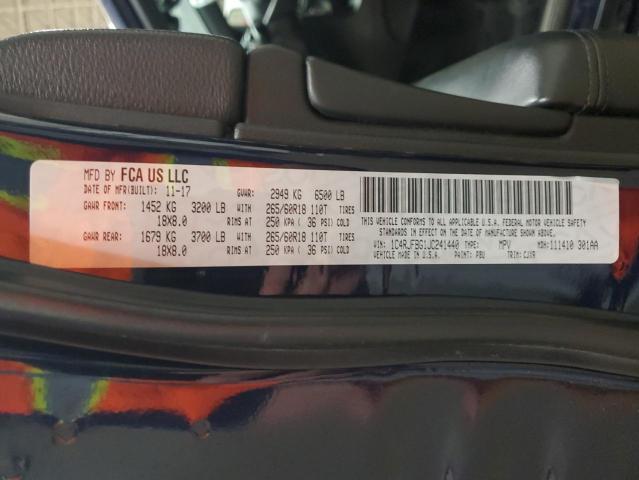 MFD BY FCA US LLC
DATE OF MFR(BUILT): 11-17 GVWR: 2949 KG 6500 LB
GAWR FRONT: 1452 KG 3200 LB WITH 265/60R18 110T TIRES
18X8.0 RIMS AT 250 KPA ( 36 PSI) COLD
GAWR REAR: 1679 KG 3700 LB WITH 265/60R18 110T TIRES
18X8.0 RIMS AT 250 KPA ( 36 PSI) COLD
THIS VEHICLE CONFORMS TO ALL APPLICABLE U.S.A. FEDERAL MOTOR VEHICLE SAFETY
STANDARDS IN EFFECT ON THE DATE OF MANUFACTURE SHOWN ABOVE.
VIN: 1C4RJFBG1JC241440 TYPE: MPV MDH: 111410 301AA
VEHICLE MADE IN U.S.A. PAINT: PBU TRIM: CJX9